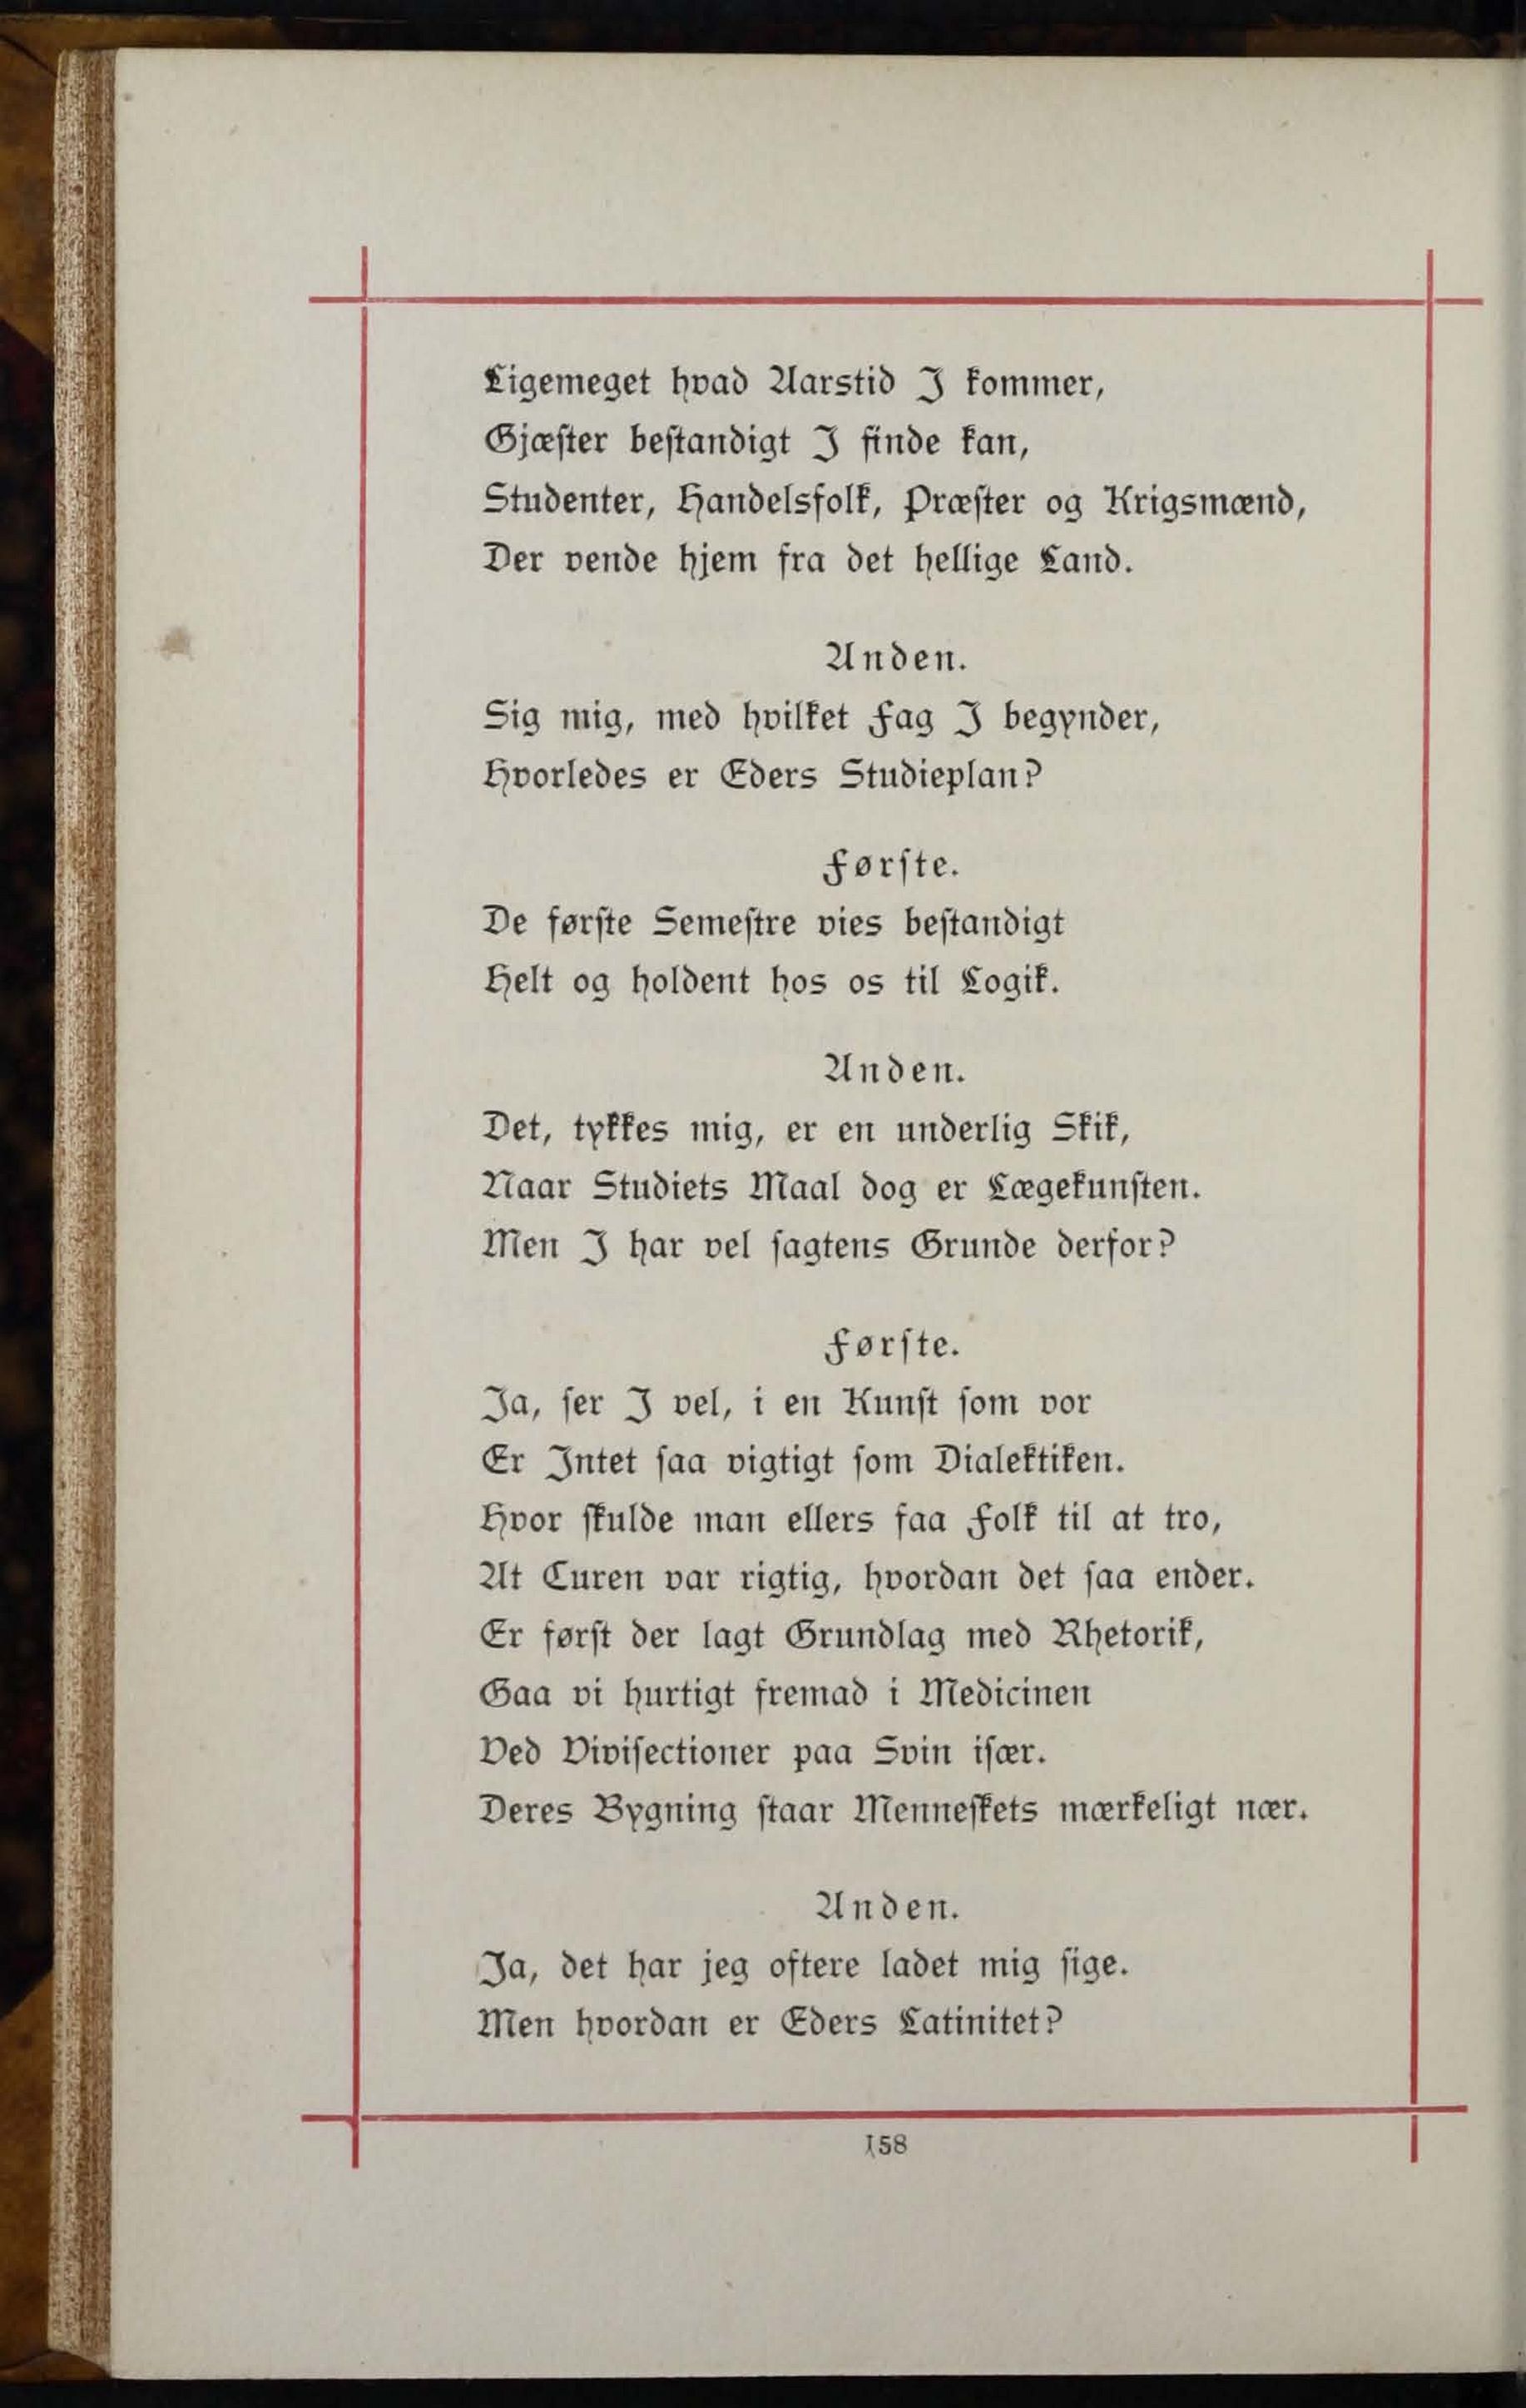 Ligemeget hvad Aarstid I kommer,
Gjæster bestandigt I finde kan,
Studenter, Handelsfolk, Præster og Krigsmænd,
Der vende hjem fra det hellige Land.
Anden.
Sig mig, med hvilket Fag I begynder,
Hvorledes er Eders Studieplan?
Første.
De første Semestre vies bestandigt
Helt og holdent hos os til Logik.
Anden.
Det, tykkes mig, er en underlig Skik,
Naar Studiets Maal dog er Lægekunsten.
Men I har vel sagtens Grunde derfor?
Første.
Ja, ser I vel, i en Kunst som vor
Er Intet saa vigtigt som Dialektiken.
Hvor skulde man ellers faa Folk til at tro,
At Curen var rigtig, hvordan det saa ender.
Er først der lagt Grundlag med Rhetorik,
Gaa vi hurtigt fremad i Medicinen
Ved Vivisectioner paa Svin især.
Deres Bygning staar Menneskets mærkeligt nær.
Anden.
Ja, det har jeg oftere ladet mig sige.
Men hvordan er Eders Latinitet?
158